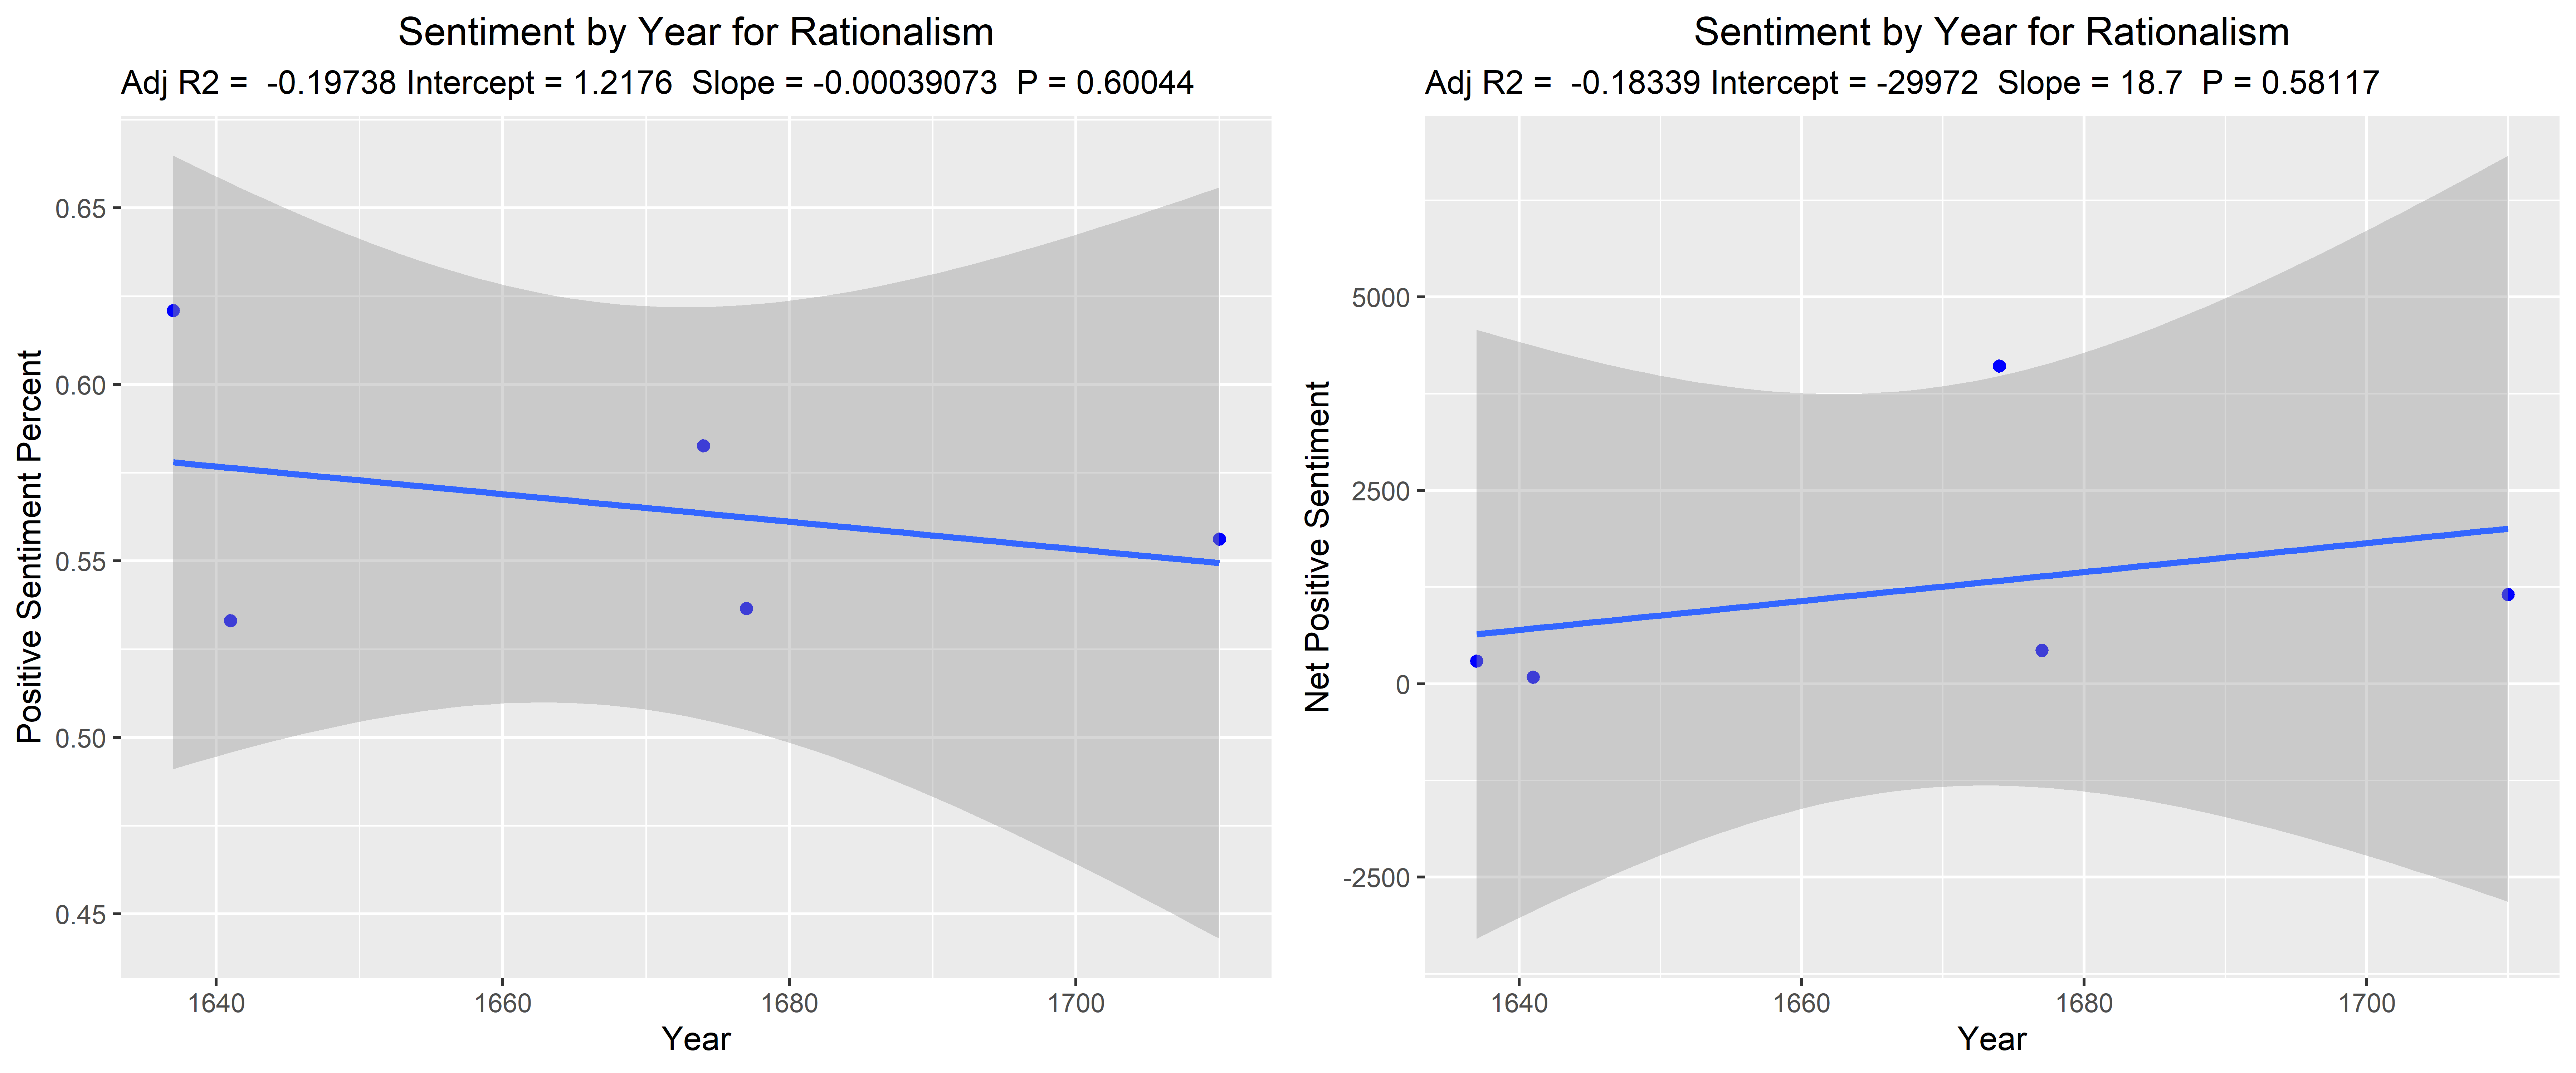 Sentiment by Year for Rationalism
Adj R2 =  -0.19738 Intercept = 1.2176  Slope = -0.00039073  P = 0.60044
Positive Sentiment Percent
0.65
0.60
0.55
0.50
0.45
1640 1660 1680 1700
Year
Sentiment by Year for Rationalism
Adj R2 =  -0.18339 Intercept = -29972  Slope = 18.7  P = 0.58117
Net Positive Sentiment
5000
2500
0
-2500
1640 1660 1680 1700
Year